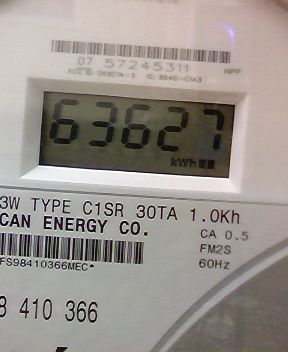 07 57245311
63627
kWh
3W TYPE C1SR 30TA 1.0Kh
CAN ENERGY CO.
CA 0.5
FM2S
60Hz
FS98410366MEC*
8 410 366